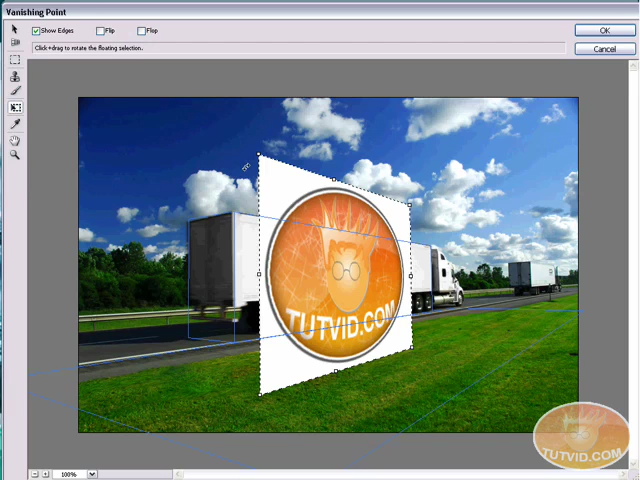 Vanishing Point
Show Edges
Flip
Flop
OK
Click+drag to rotate the floating selection.
Cancel
TUTVID.COM
TUTVID.COM
100%